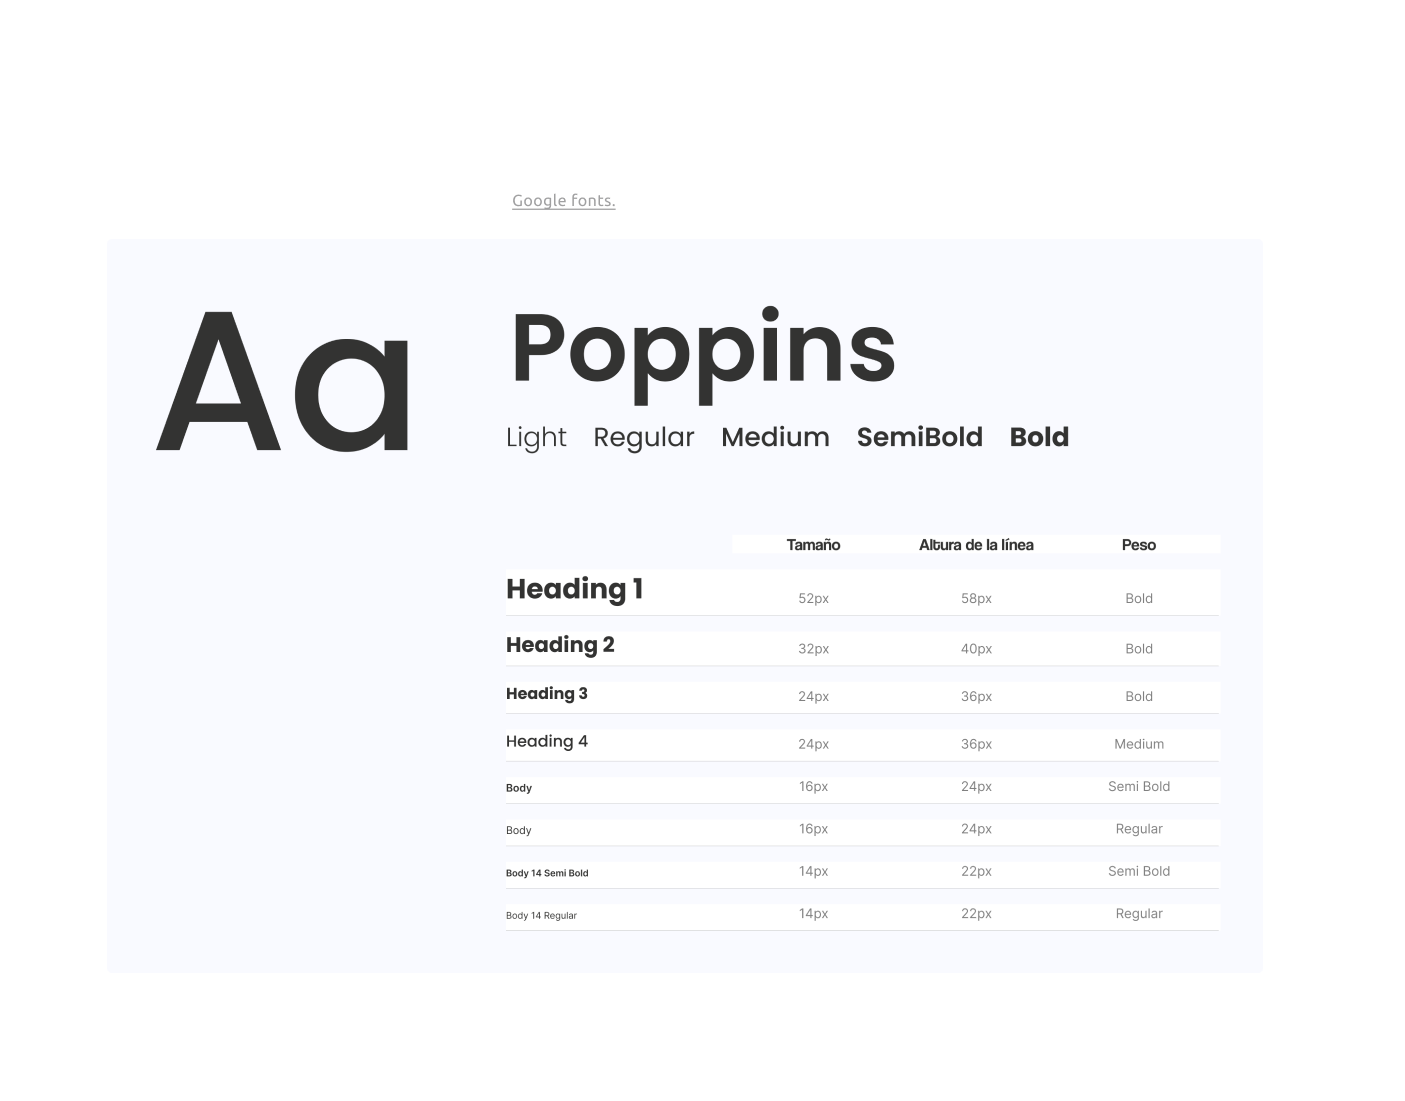 Google fonts.
Aa
Poppins
Light Regular Medium SemiBold Bold
Tamaño Altura de la línea Peso
Heading 1 52px 58px Bold
Heading 2 32px 40px Bold
Heading 3 24px 36px Bold
Heading 4 24px 36px Medium
Body 16px 24px Semi Bold
Body 16px 24px Regular
Body 14 Semi Bold 14px 22px Semi Bold
Body 14 Regular 14px 22px Regular